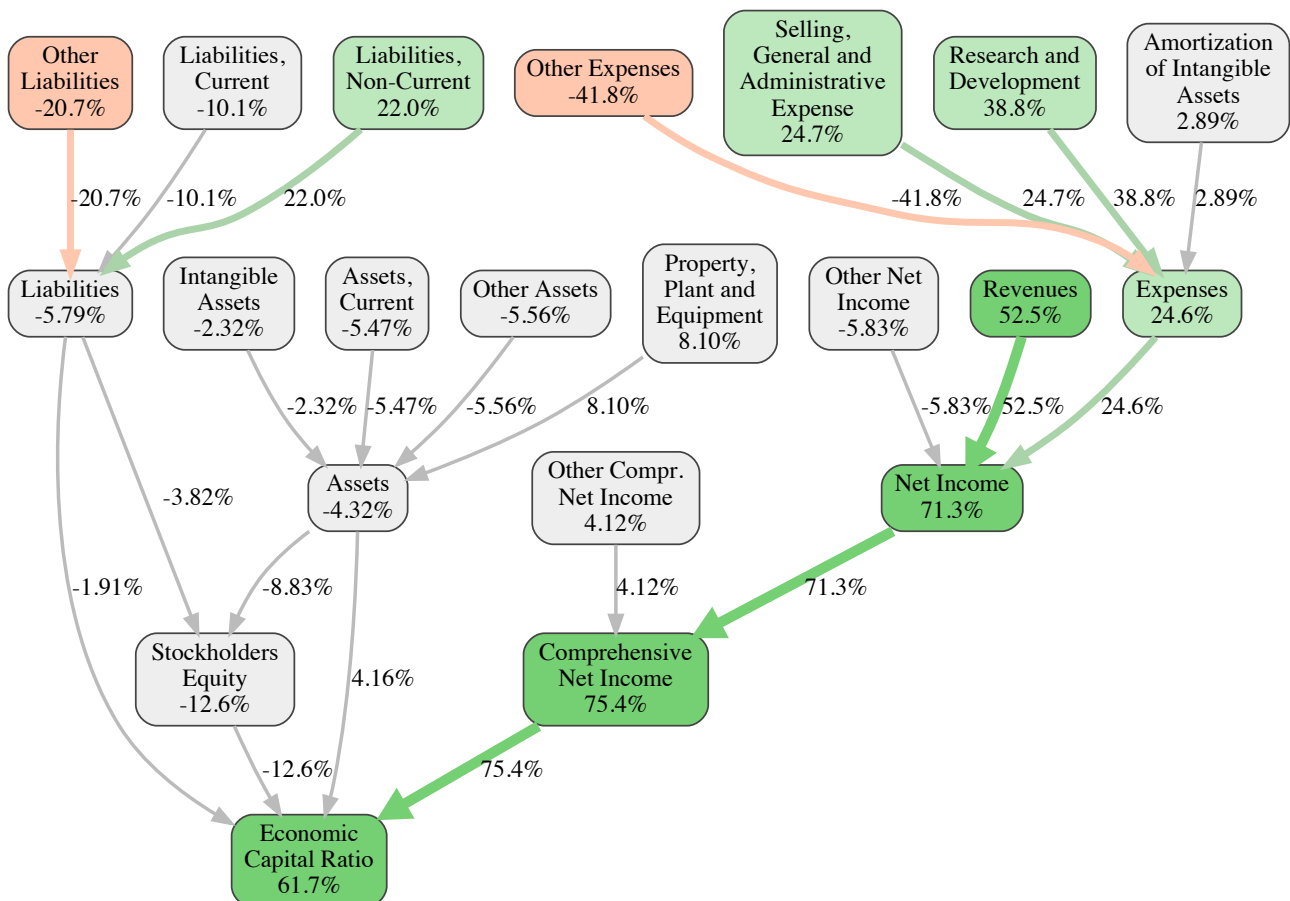 Other
Liabilities
-20.7%
Liabilities,
Current
-10.1%
Liabilities,
Non-Current
22.0%
Other Expenses
-41.8%
Selling,
General and
Administrative
Expense
24.7%
Research and
Development
38.8%
Amortization
of Intangible
Assets
2.89%
-20.7%
-10.1%
22.0%
-41.8%
24.7%
38.8%
2.89%
Liabilities
-5.79%
Intangible
Assets
-2.32%
Assets,
Current
-5.47%
Other Assets
-5.56%
Property,
Plant and
Equipment
8.10%
Other Net
Income
-5.83%
Revenues
52.5%
Expenses
24.6%
-2.32%
-5.47%
-5.56%
8.10%
-5.83%
52.5%
24.6%
-3.82%
Assets
-4.32%
Other Compr.
Net Income
4.12%
Net Income
71.3%
-1.91%
-8.83%
4.12%
71.3%
Stockholders
Equity
-12.6%
4.16%
Comprehensive
Net Income
75.4%
-12.6%
75.4%
Economic
Capital Ratio
61.7%